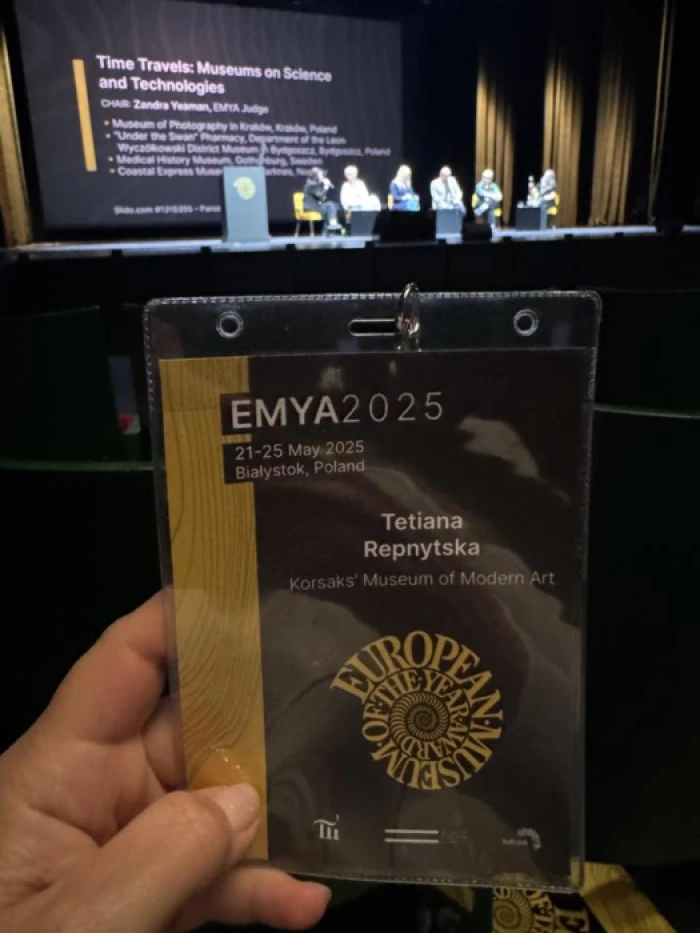 Time Travels: Museums on Science
and Technologies
CHAIR: Zandra Yeaman, EMYA Judge
• Museum of Photography in Kraków, Kraków, Poland
• "Under the Swan" Pharmacy, Department of the Leon
Wyczółkowski District Museum in Bydgoszcz, Bydgoszcz, Poland
• Medical History Museum, Gothenburg, Sweden
• Coastal Express
Slido.com #1315255
EMYA2025
21-25 May 2025
Białystok, Poland
Tetiana
Repnytska
Korsaks' Museum of Modern Art
EUROPEAN·MUSEUM
·OF·THE·YEAR·AWARD